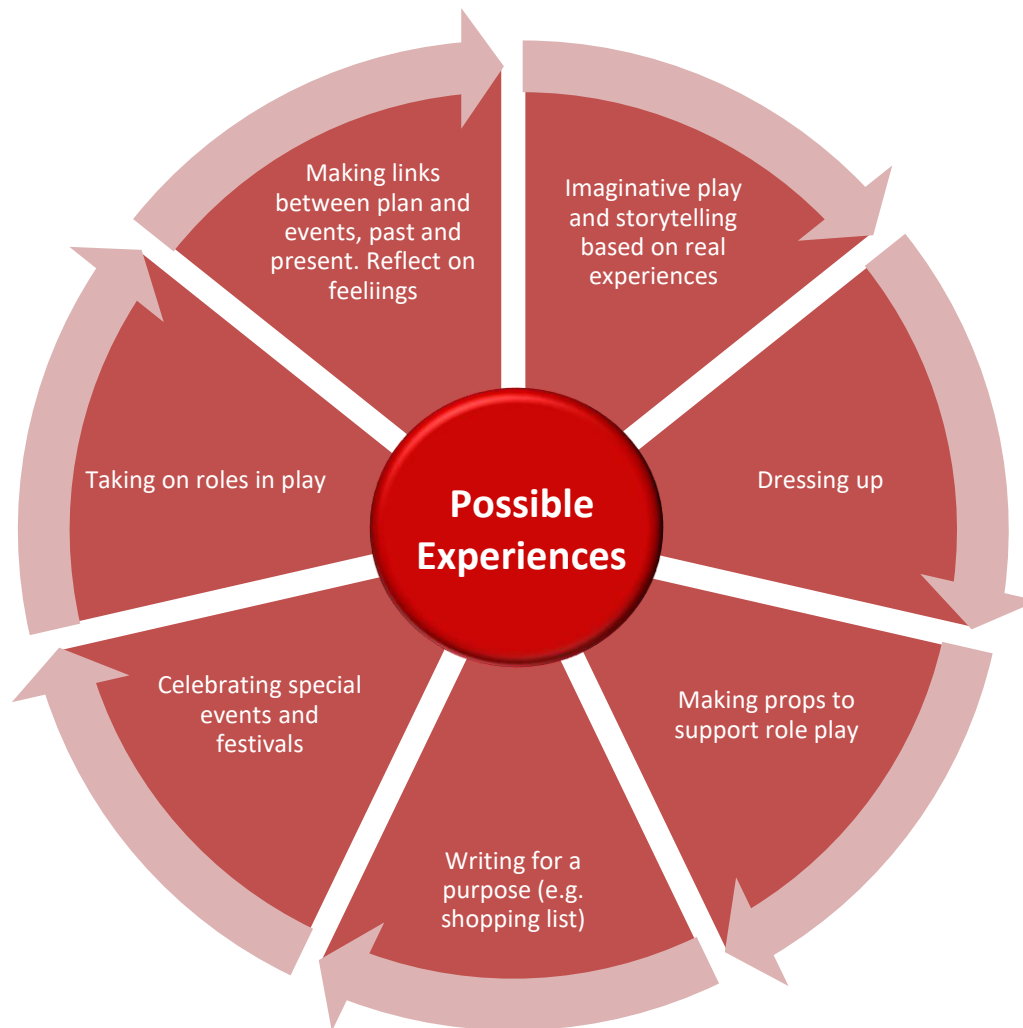 Making links
between plan and
events, past and
present. Reflect on
feeliings
Imaginative play
and storytelling
based on real
experiences
Taking on roles in play
Possible
Experiences
Dressing up
Celebrating special
events and
festivals
Making props to
support role play
Writing for a
purpose (e.g.
shopping list)